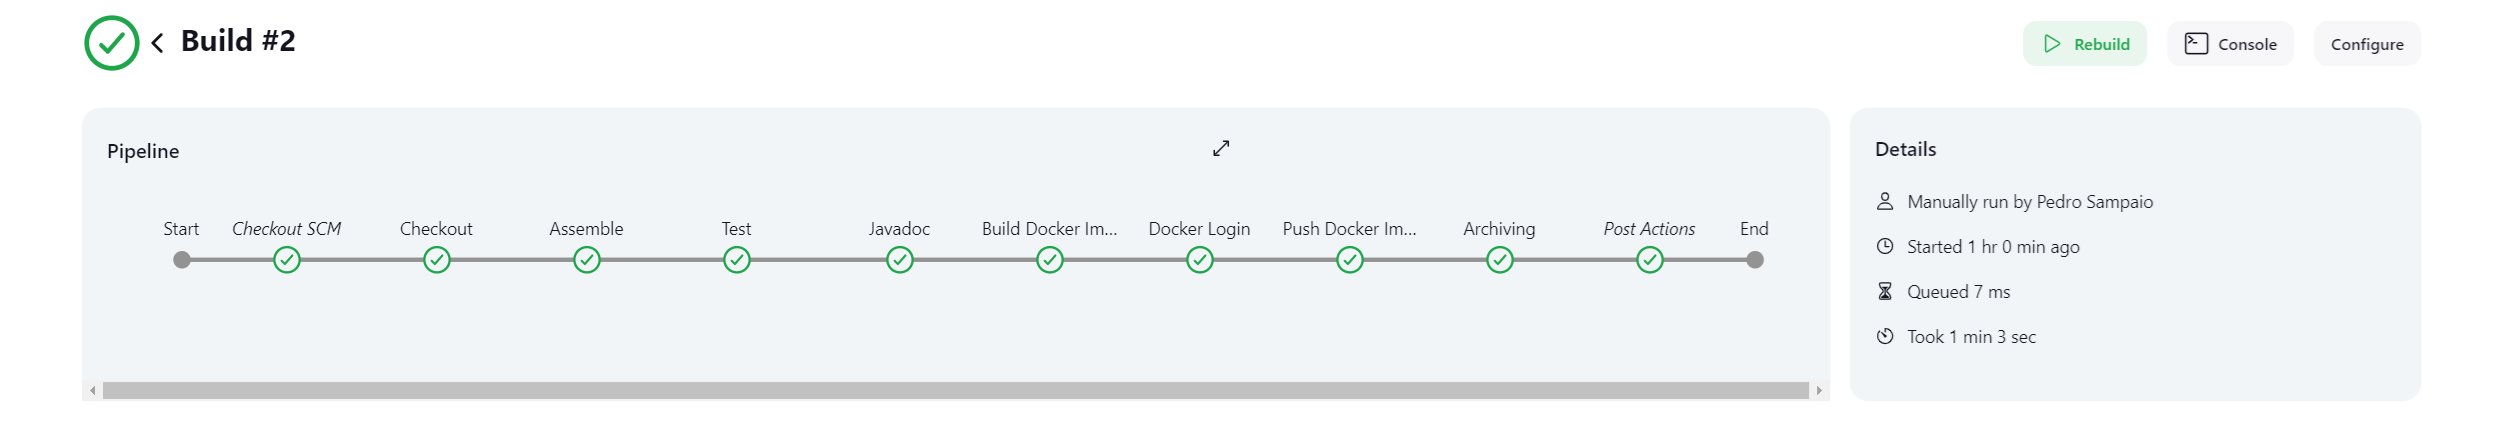 Build #2
Rebuild
Console
Configure
Pipeline
Start
Checkout SCM
Checkout
Assemble
Test
Javadoc
Build Docker Im...
Docker Login
Push Docker Im...
Archiving
Post Actions
End
Details
Manually run by Pedro Sampaio
Started 1 hr 0 min ago
Queued 7 ms
Took 1 min 3 sec